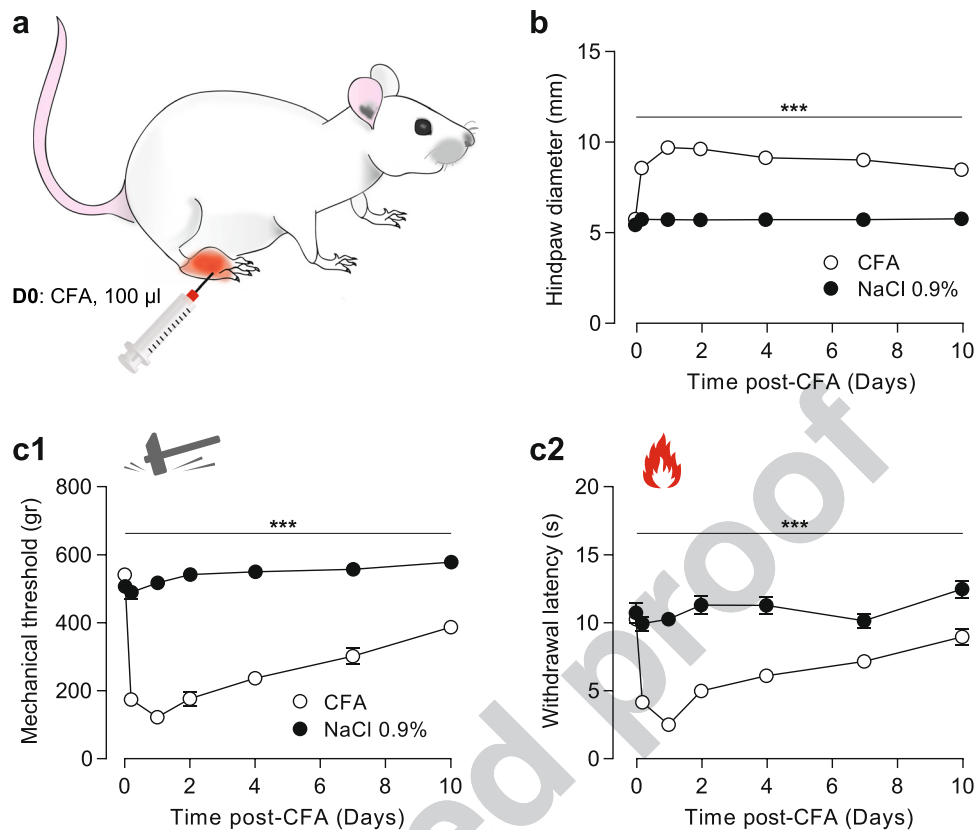 a
D0: CFA, 100 µl
b
15
10
5
0
Hindpaw diameter (mm)
***
CFA
NaCl 0.9%
0 2 4 6 8 10
Time post-CFA (Days)
c1
800
600
400
200
0
Mechanical threshold (gr)
***
CFA
NaCl 0.9%
0 2 4 6 8 10
Time post-CFA (Days)
c2
20
15
10
5
0
Withdrawal latency (s)
***
0 2 4 6 8 10
Time post-CFA (Days)
ed proof